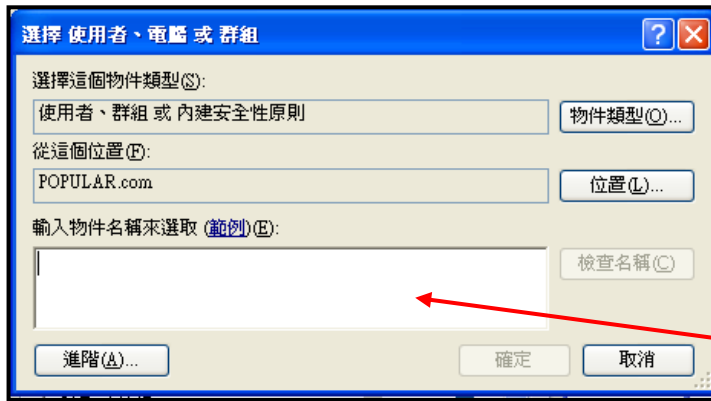 選擇 使用者、電腦 或 群組
選擇這個物件類型(S):
使用者、群組 或 內建安全性原則
物件類型(O)...
從這個位置(F):
POPULAR.com
位置(L)...
輸入物件名稱來選取 (範例)(E):
檢查名稱(C)
進階(A)...
確定
取消